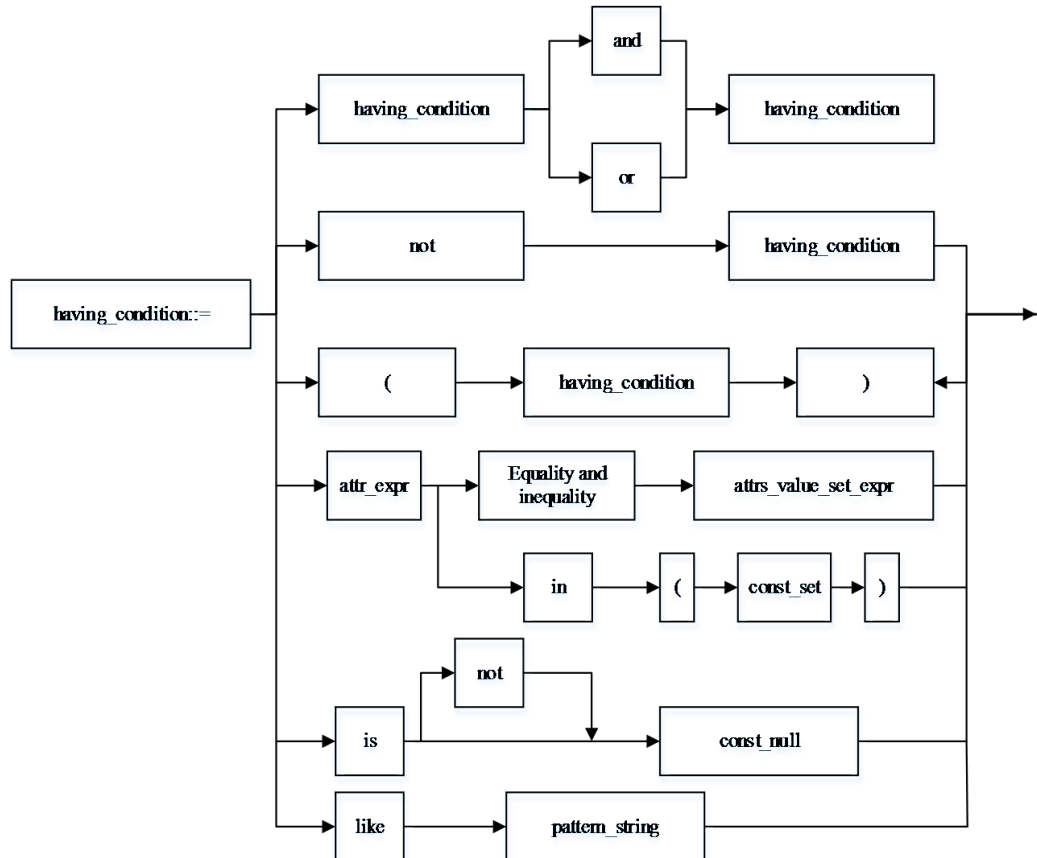 and
having_condition
having_condition
or
not
having_condition
having_condition::=
(
having_condition
)
attr_expr
Equality and
inequality
attrs_value_set_expr
in
(
const_set
)
not
is
const_null
like
pattern_string